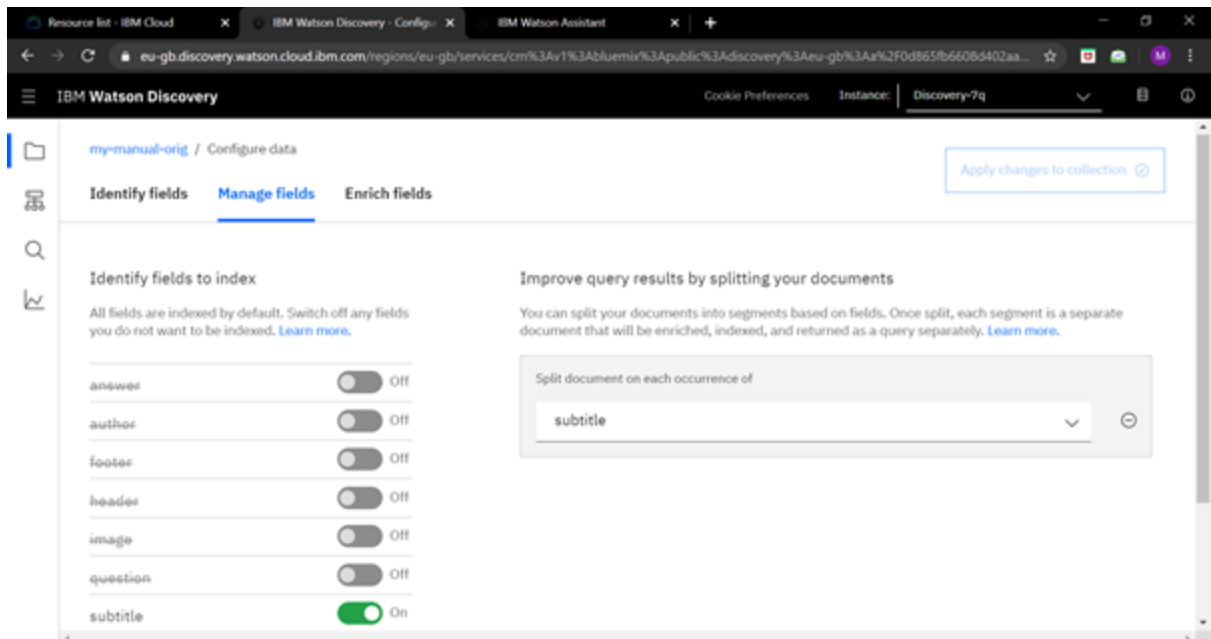 Resource list - IBM Cloud
IBM Watson Discovery - Configu
IBM Watson Assistant
eu-gb.discovery.watson.cloud.ibm.com/regions/eu-gb/services/crn%3Av1%3Abluemix%3Apublic%3Adiscovery%3Aeu-gb%3Aa%2F0d865fb6608d402aa...
M
IBM Watson Discovery
Cookie Preferences
Instance:
Discovery-7q
my-manual-orig / Configure data
Apply changes to collection
Identify fields
Manage fields
Enrich fields
Identify fields to index
All fields are indexed by default. Switch off any fields
you do not want to be indexed. Learn more.
answer Off
author Off
footer Off
header Off
image Off
question Off
subtitle On
Improve query results by splitting your documents
You can split your documents into segments based on fields. Once split, each segment is a separate
document that will be enriched, indexed, and returned as a query separately. Learn more.
Split document on each occurrence of
subtitle